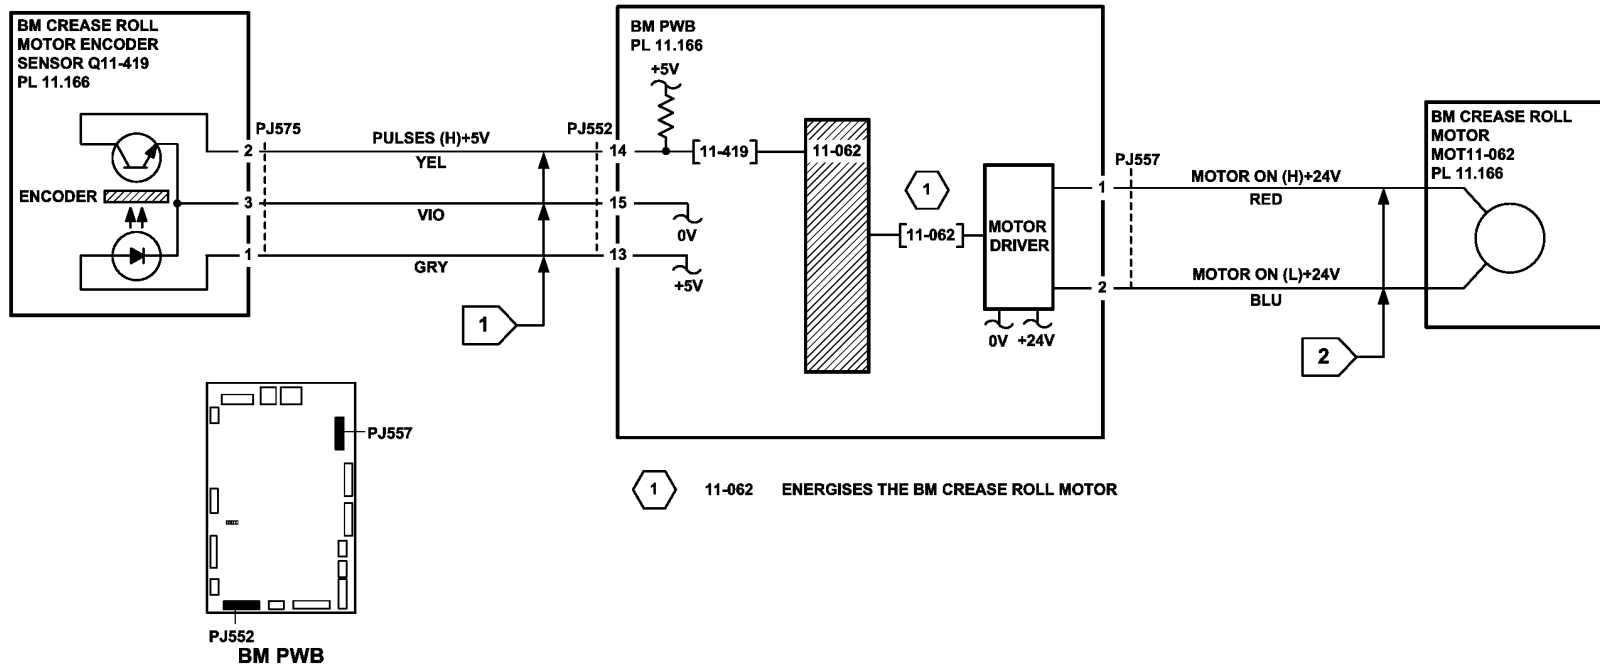 BM CREASE ROLL
MOTOR ENCODER
SENSOR Q11-419
PL 11.166
ENCODER
PJ575
2
3
1
PULSES (H)+5V
YEL
VIO
GRY
1
PJ552
14
15
13
BM PWB
PL 11.166
+5V
11-419
0V
+5V
11-062
1
11-062
MOTOR
DRIVER
0V +24V
PJ557
1
2
MOTOR ON (H)+24V
RED
MOTOR ON (L)+24V
BLU
2
BM CREASE ROLL
MOTOR
MOT11-062
PL 11.166
1 11-062 ENERGISES THE BM CREASE ROLL MOTOR
PJ557
PJ552
BM PWB